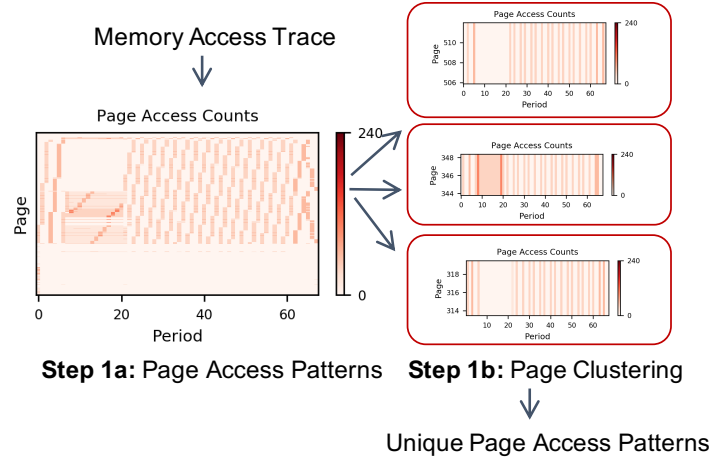 Memory Access Trace
Page Access Counts
240
0
Page
0 20 40 60
Period
Step 1a: Page Access Patterns
Page Access Counts
510
508
506
Page
0 10 20 30 40 50 60
Period
240
0
Page Access Counts
348
346
344
Page
0 10 20 30 40 50 60
Period
240
0
Page Access Counts
318
316
314
Page
10 20 30 40 50 60
Period
240
0
Step 1b: Page Clustering
Unique Page Access Patterns